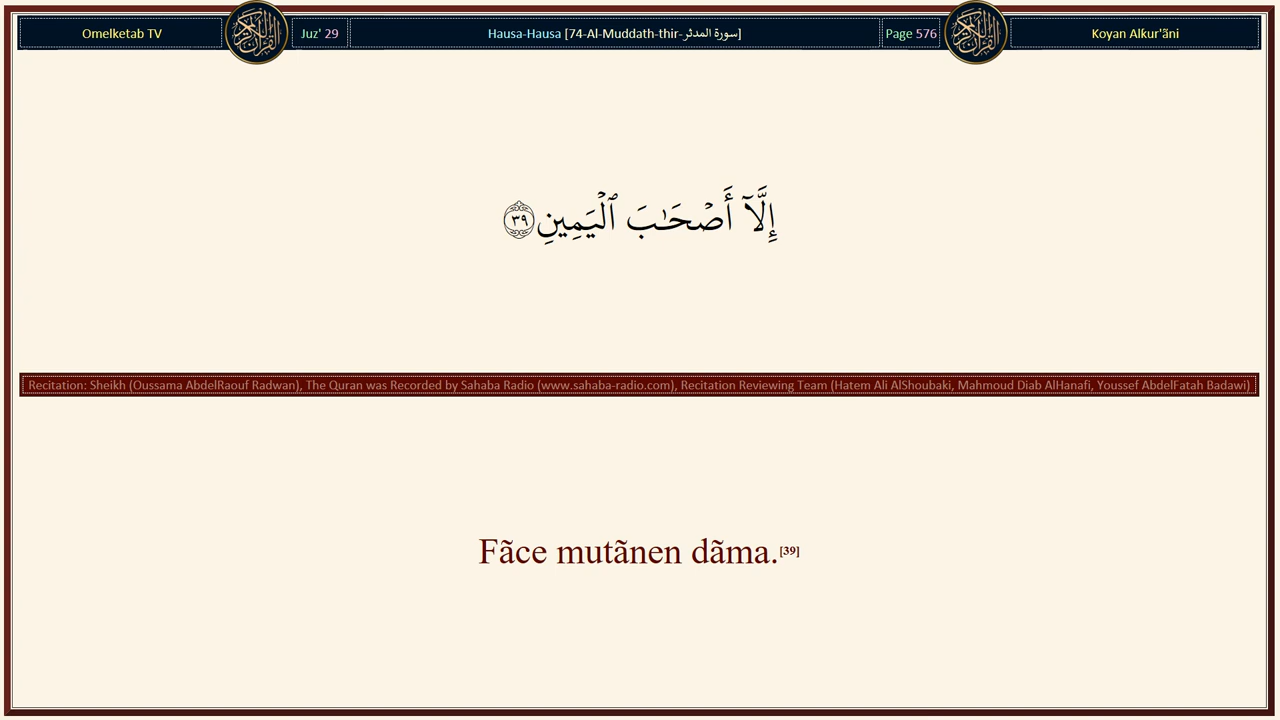 Omelketab TV
Juz' 29
Hausa-Hausa [74-Al-Muddath-thir-سورة المدثر]
Page 576
Koyan Alƙur'ãni
إِلَّآ أَصۡحَٰبَ ٱلۡيَمِينِ ٣٩
Recitation: Sheikh (Oussama AbdelRaouf Radwan), The Quran was Recorded by Sahaba Radio (www.sahaba-radio.com), Recitation Reviewing Team (Hatem Ali AlShoubaki, Mahmoud Diab AlHanafi, Youssef AbdelFatah Badawi)
Fãce mutãnen dãma.[39]